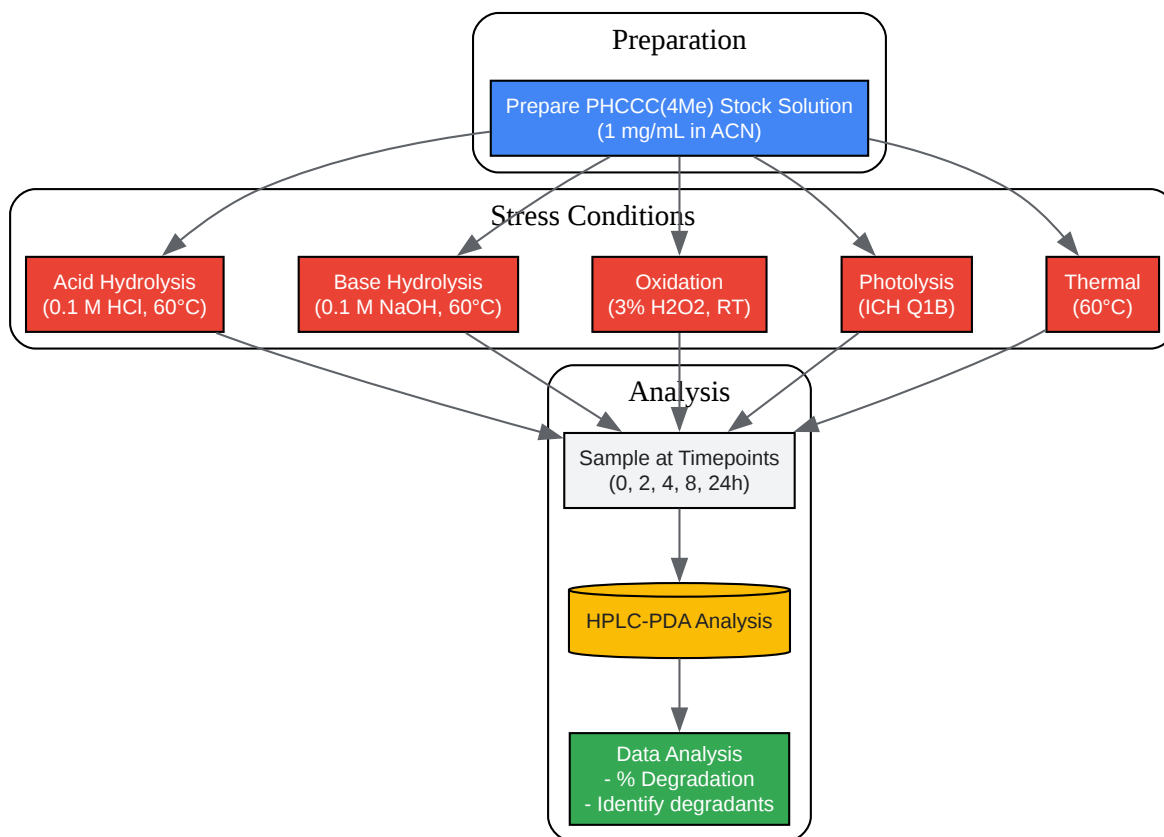 Preparation
Prepare PHCCC(4Me) Stock Solution
(1 mg/mL in ACN)
Stress Conditions
Acid Hydrolysis
(0.1 M HCl, 60°C)
Base Hydrolysis
(0.1 M NaOH, 60°C)
Oxidation
(3% H2O2, RT)
Photolysis
(ICH Q1B)
Thermal
(60°C)
Analysis
Sample at Timepoints
(0, 2, 4, 8, 24h)
HPLC-PDA Analysis
Data Analysis
- % Degradation
- Identify degradants